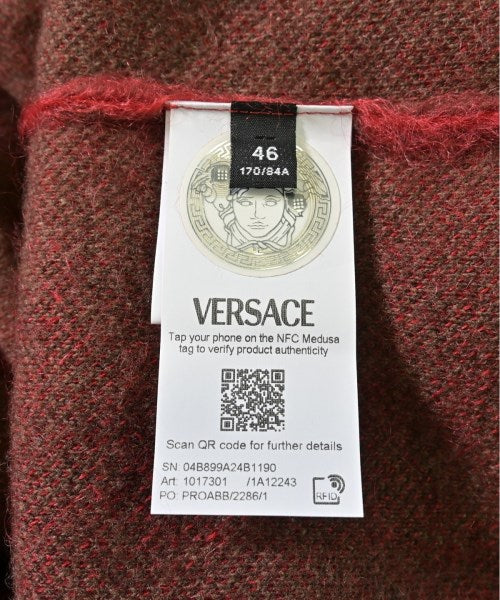 46
170/84A
VERSACE
Tap your phone on the NFC Medusa
tag to verify product authenticity
Scan QR code for further details
SN: 04B899A24B1190
Art: 1017301 /1A12243
PO: PROABB/2286/1
RFID